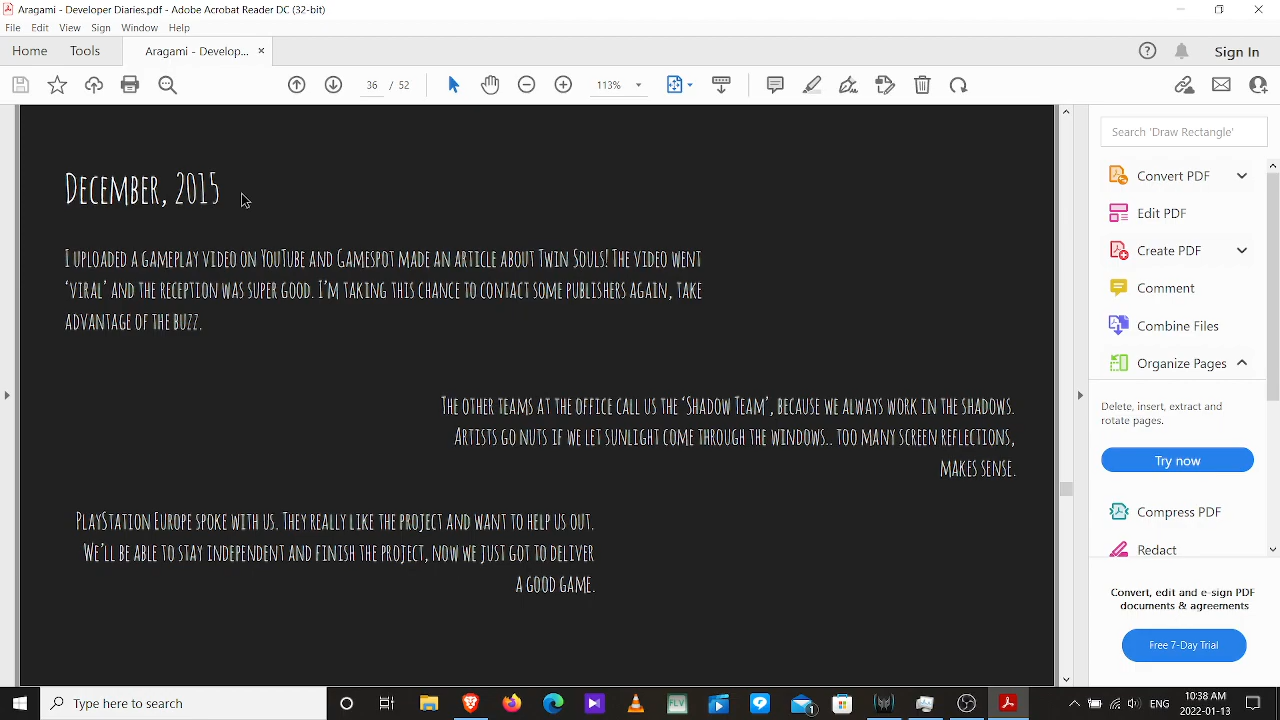 Aragami - Developer Diaries.pdf - Adobe Acrobat Reader DC (32-bit)
File Edit View Sign Window Help
Home Tools Aragami - Develop... × Sign In
36 / 52 113%
December, 2015
I uploaded a gameplay video on YouTube and Gamespot made an article about Twin Souls! The video went
‘viral’ and the reception was super good. I’m taking this chance to contact some publishers again, take
advantage of the buzz.
The other teams at the office call us the ‘Shadow Team’, because we always work in the shadows.
Artists go nuts if we let sunlight come through the windows.. too many screen reflections,
makes sense.
PlayStation Europe spoke with us. They really like the project and want to help us out.
We’ll be able to stay independent and finish the project, now we just got to deliver
a good game.
Search 'Draw Rectangle'
Convert PDF
Edit PDF
Create PDF
Comment
Combine Files
Organize Pages
Delete, insert, extract and
rotate pages.
Try now
Compress PDF
Redact
Convert, edit and e-sign PDF
documents & agreements
Free 7-Day Trial
Type here to search
FLV
1
ENG
10:38 AM
2022-01-13